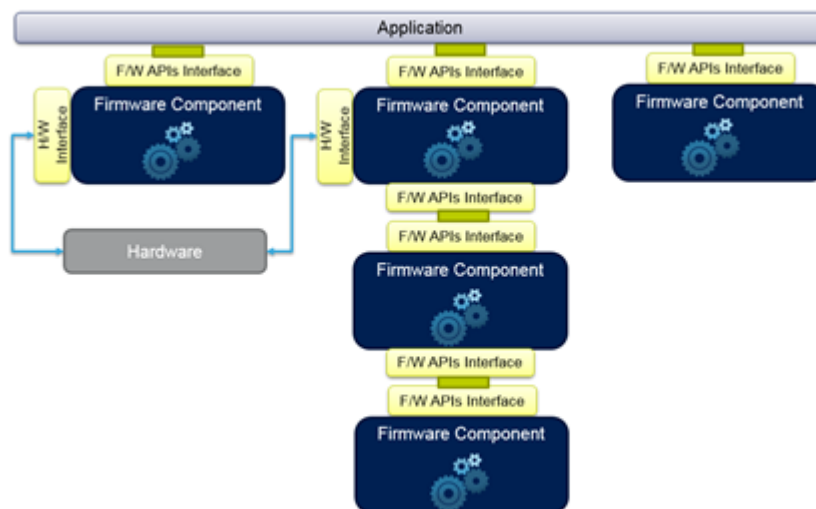 Application
F/W APIs Interface
F/W APIs Interface
F/W APIs Interface
H/W
Interface
Firmware Component
H/W
Interface
Firmware Component
Firmware Component
F/W APIs Interface
F/W APIs Interface
Hardware
Firmware Component
F/W APIs Interface
F/W APIs Interface
Firmware Component